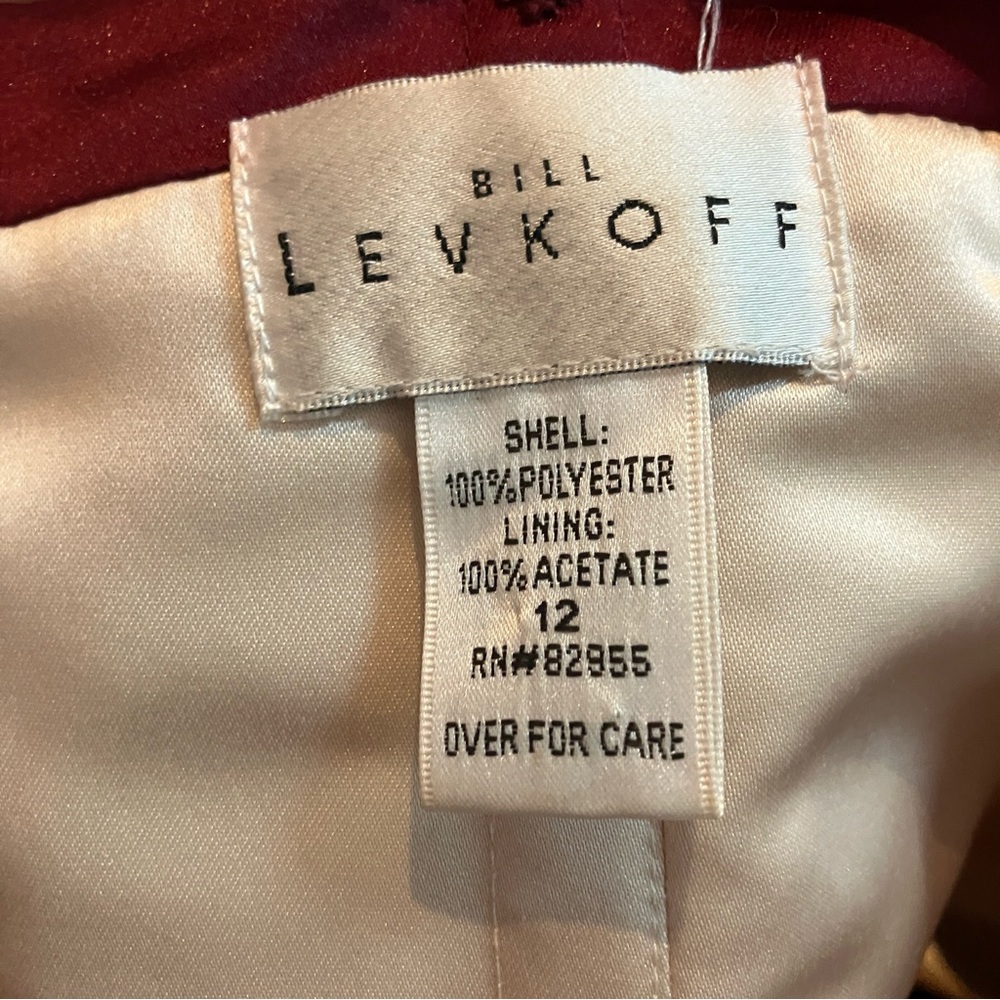 BILL
LEVKOFF
SHELL:
100%POLYESTER
LINING:
100% ACETATE
12
RN#82955
OVER FOR CARE